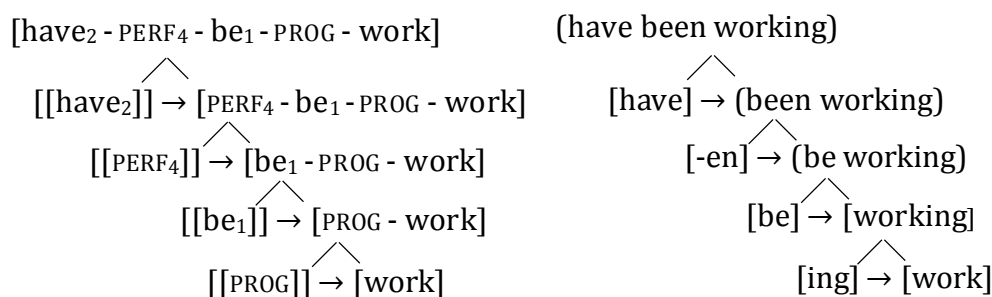 [have₂ - PERF₄ - be₁ - PROG - work] (have been working)
[[have₂]] → [PERF₄ - be₁ - PROG - work] [have] → (been working)
[[PERF₄]] → [be₁ - PROG - work] [-en] → (be working)
[[be₁]] → [PROG - work] [be] → [working]
[[PROG]] → [work] [ing] → [work]